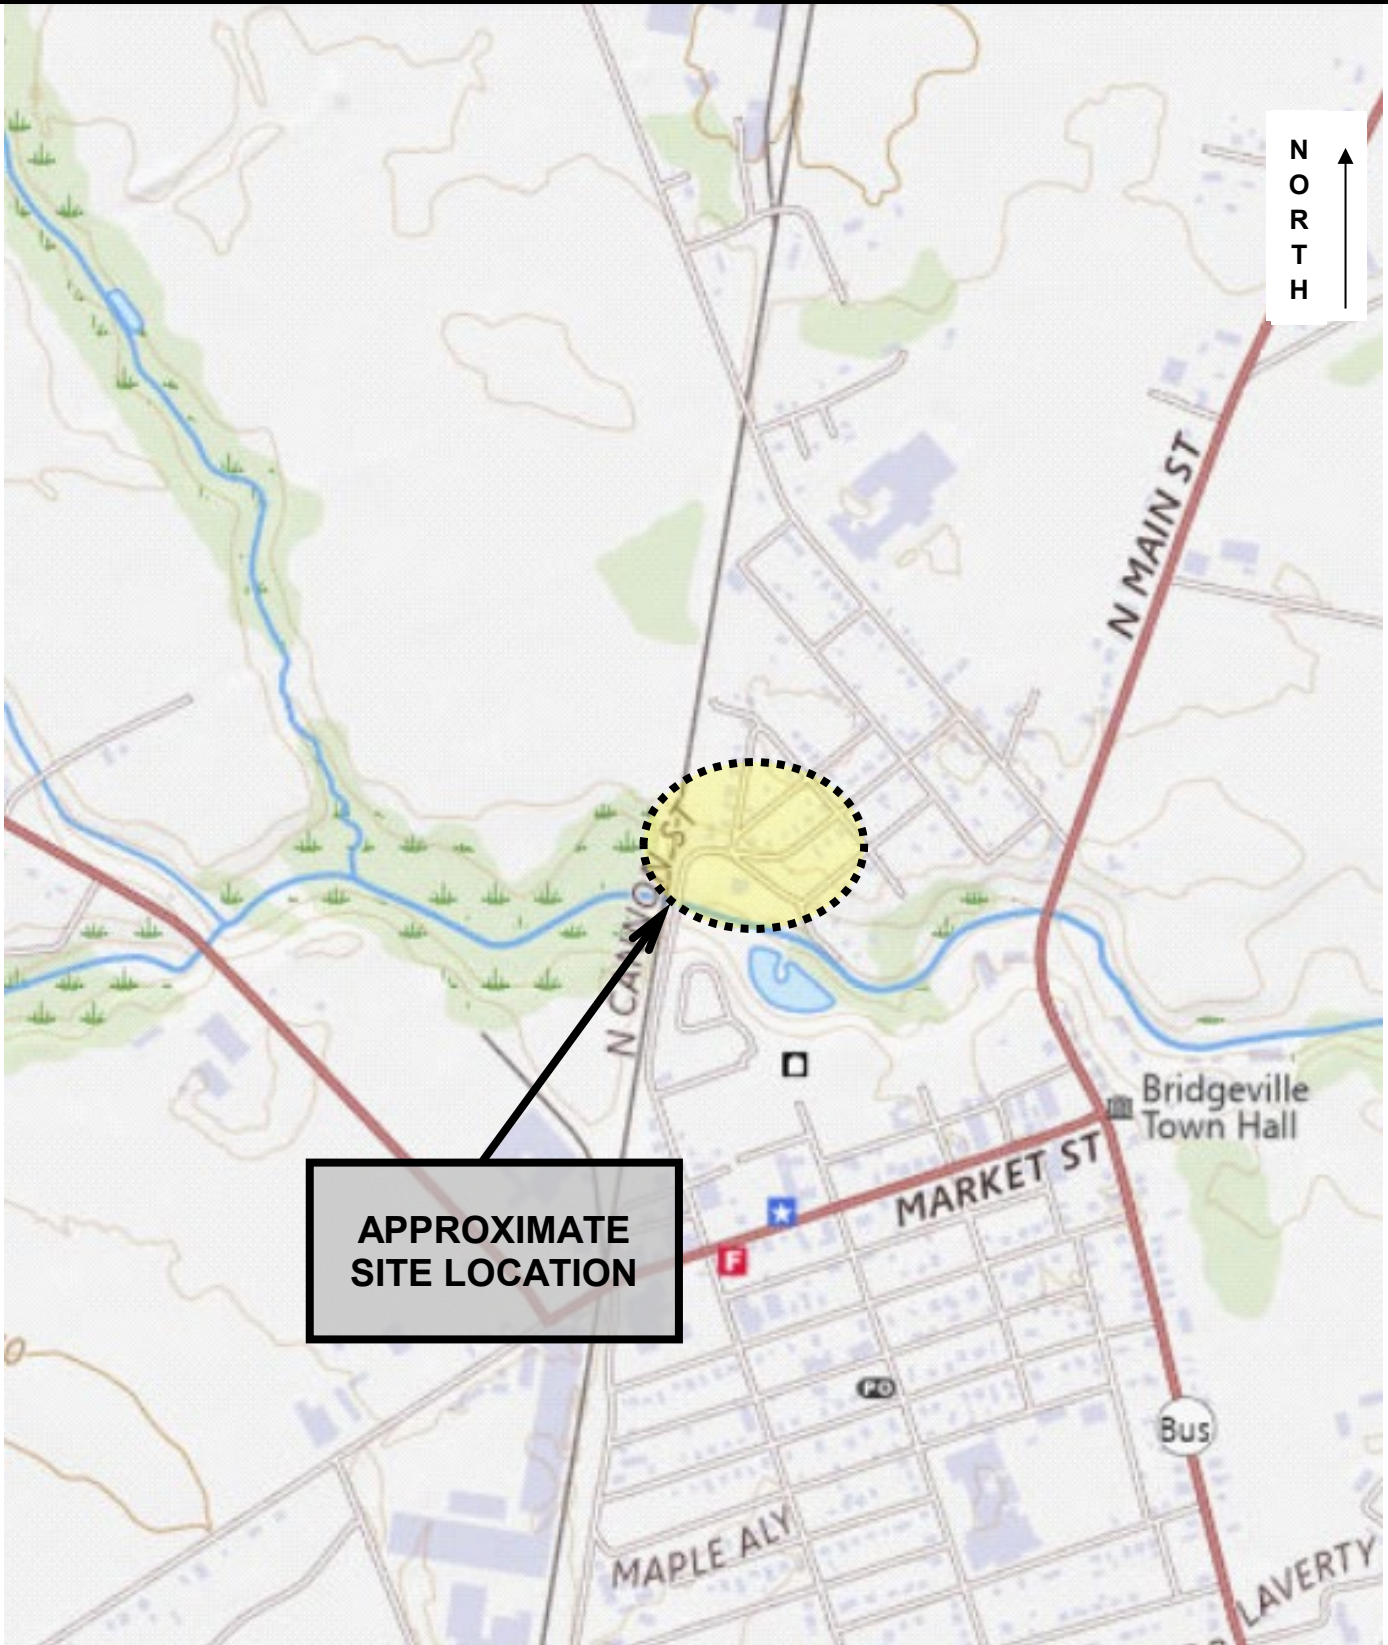 N
O
R
T
H
N MAIN ST
N CANNON ST
Bridgeville
Town Hall
MARKET ST
APPROXIMATE
SITE LOCATION
F
PO
Bus
MAPLE ALY
LAVERTY